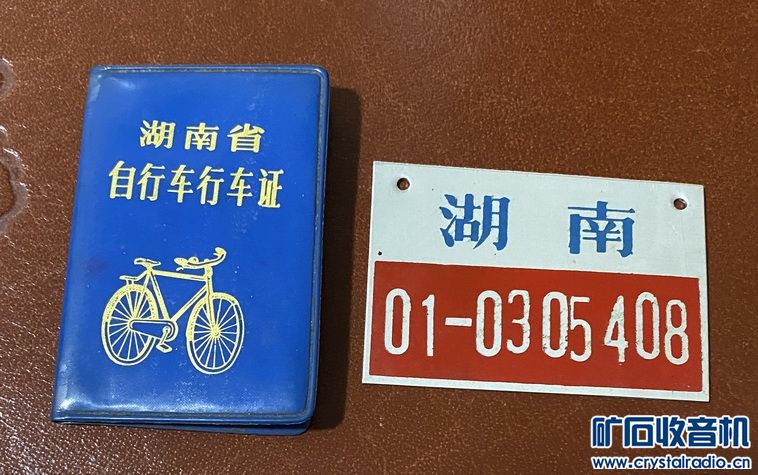 湖南省
自行车行车证
湖南
01-0305408
矿石收音机
www.crystalradio.cn